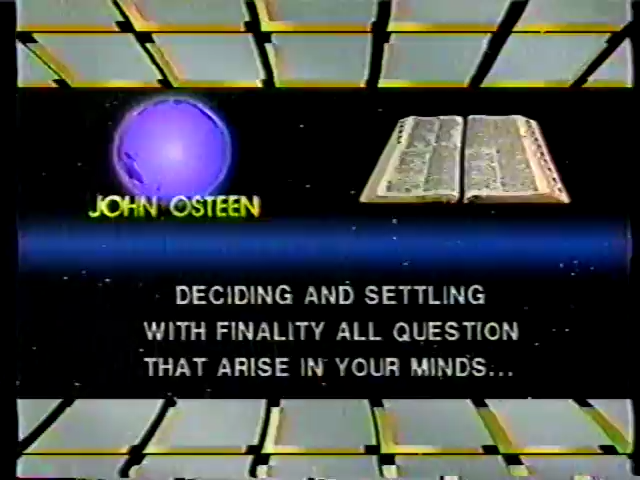 JOHN OSTEEN
DECIDING AND SETTLING
WITH FINALITY ALL QUESTION
THAT ARISE IN YOUR MINDS...